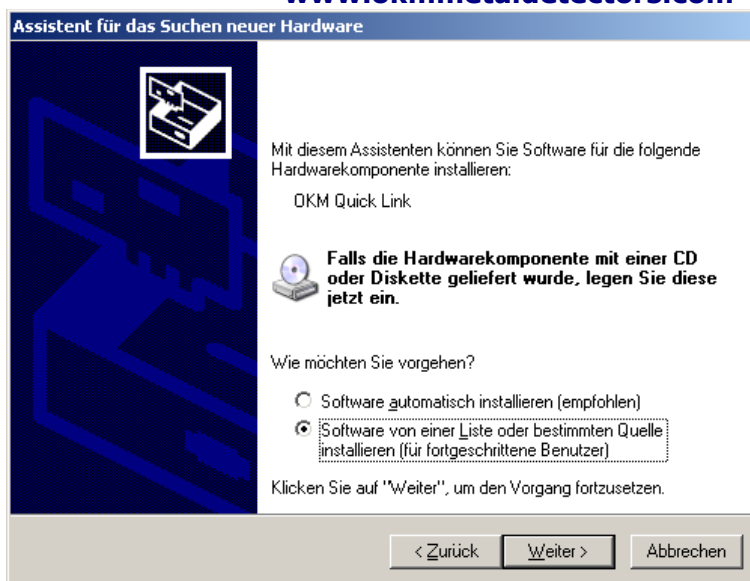 www.okmmetaldetectors.com
Assistent für das Suchen neuer Hardware
Mit diesem Assistenten können Sie Software für die folgende
Hardwarekomponente installieren:
OKM Quick Link
Falls die Hardwarekomponente mit einer CD
oder Diskette geliefert wurde, legen Sie diese
jetzt ein.
Wie möchten Sie vorgehen?
Software automatisch installieren (empfohlen)
Software von einer Liste oder bestimmten Quelle
installieren (für fortgeschrittene Benutzer)
Klicken Sie auf "Weiter", um den Vorgang fortzusetzen.
< Zurück Weiter > Abbrechen